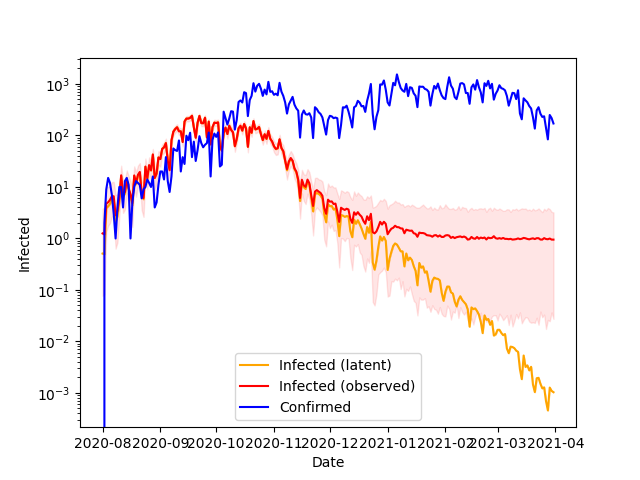 Infected
10³
10²
10¹
10⁰
10⁻¹
10⁻²
10⁻³
Infected (latent)
Infected (observed)
Confirmed
2020-08 2020-09 2020-10 2020-11 2020-12 2021-01 2021-02 2021-03 2021-04
Date